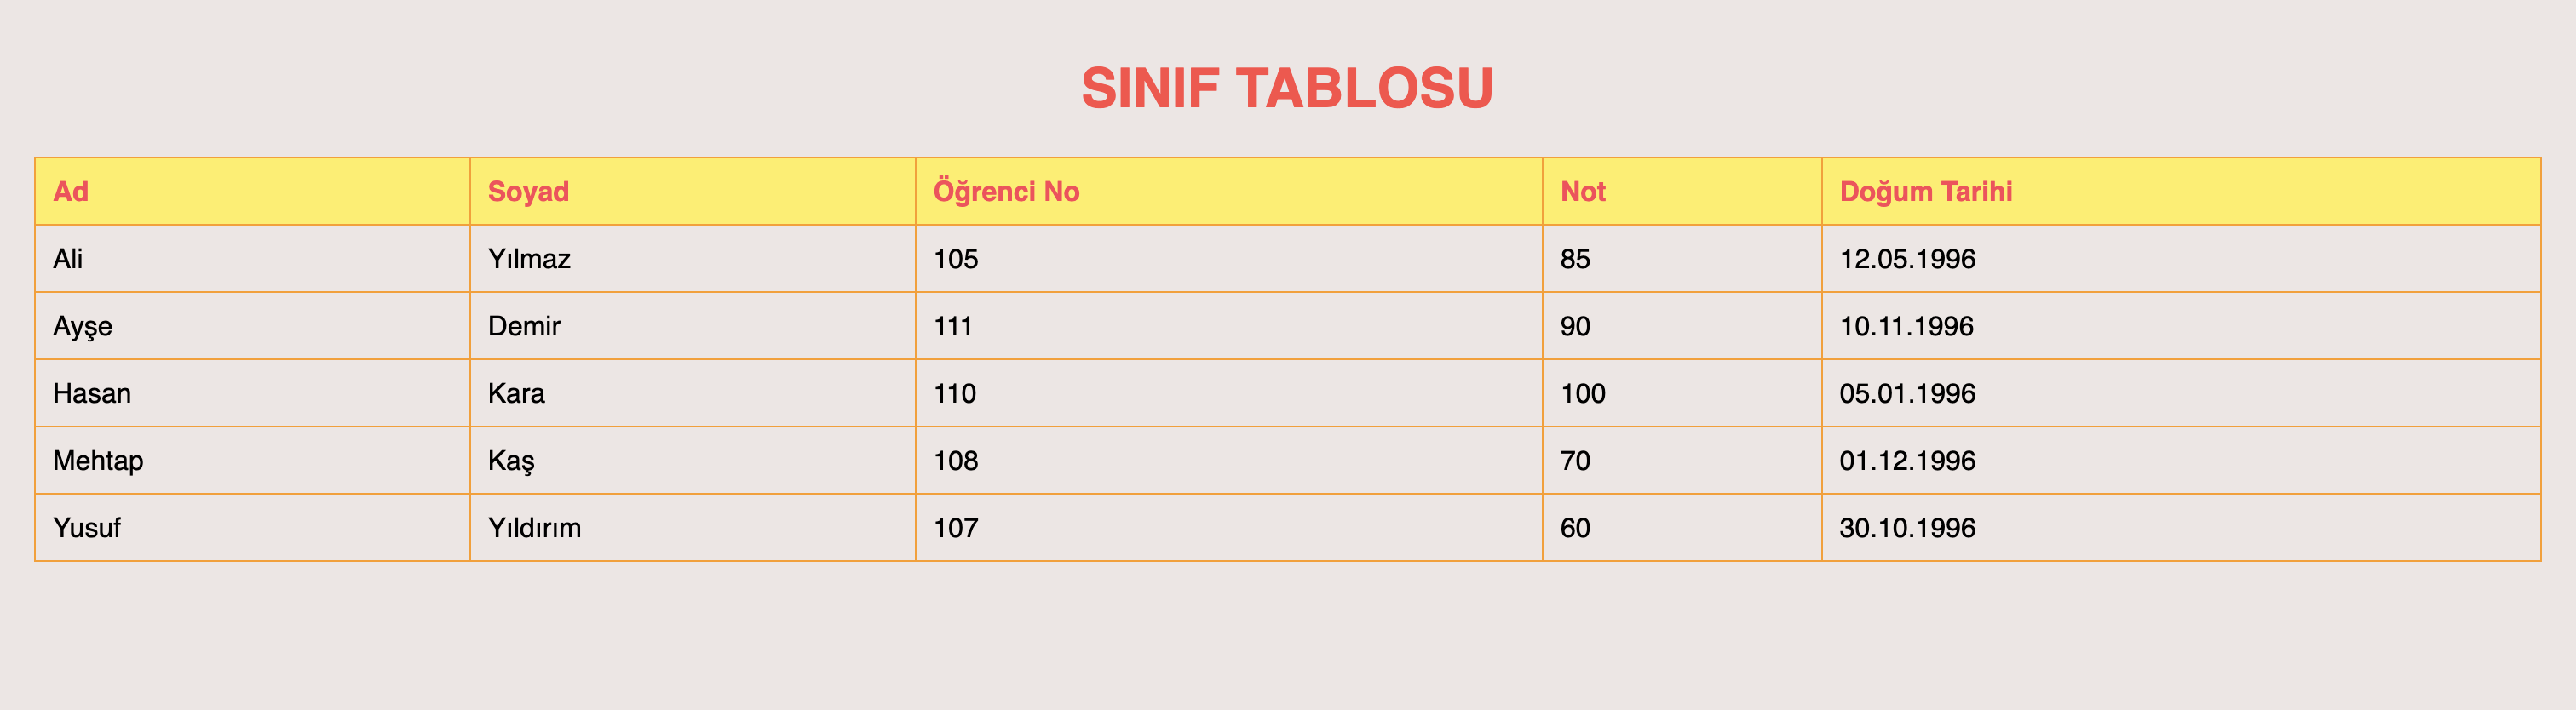 SINIF TABLOSU
Ad Soyad Öğrenci No Not Doğum Tarihi
Ali Yılmaz 105 85 12.05.1996
Ayşe Demir 111 90 10.11.1996
Hasan Kara 110 100 05.01.1996
Mehtap Kaş 108 70 01.12.1996
Yusuf Yıldırım 107 60 30.10.1996